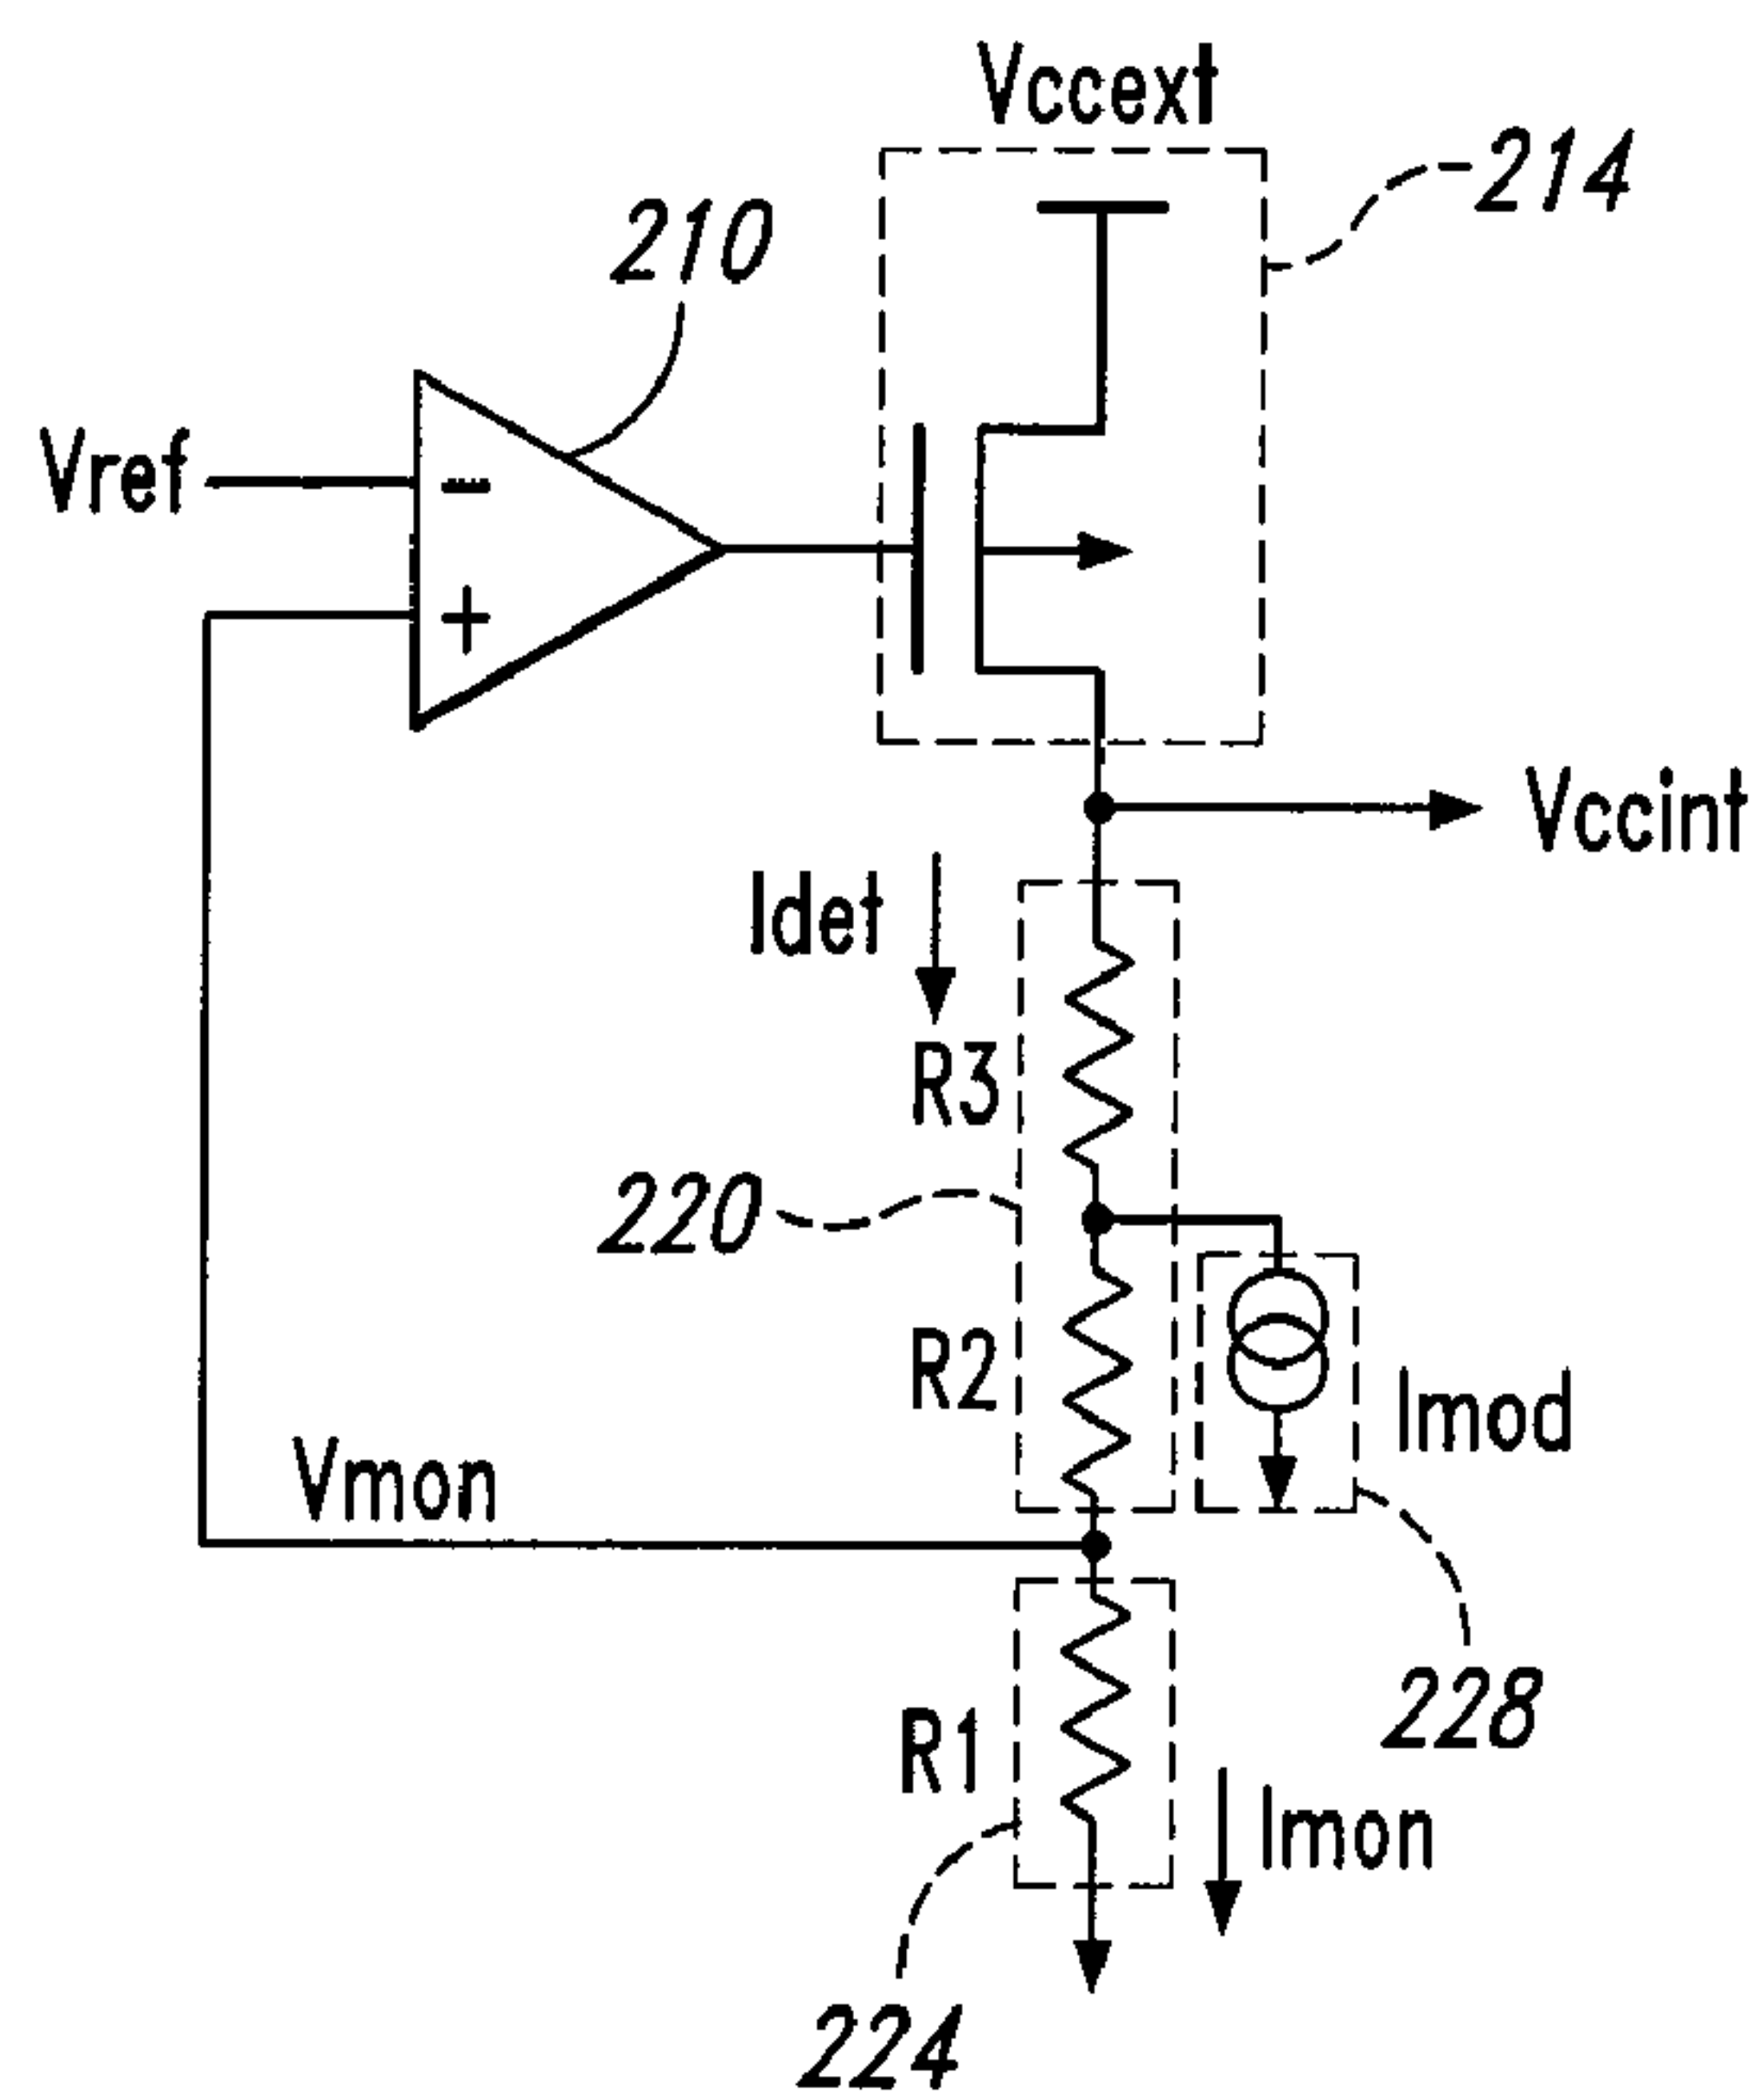 Vccext
214
210
Vref
-
+
Vccint
Idet
R3
220
R2
Imod
Vmon
228
R1
Imon
224